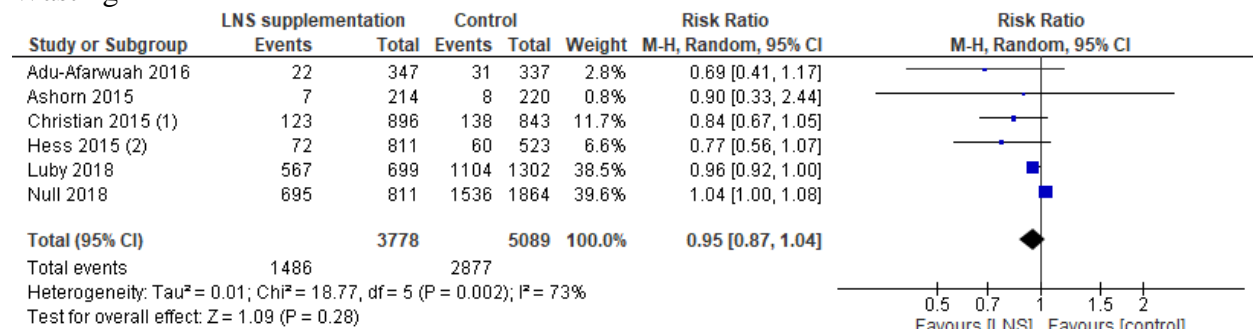 Wasting
LNS supplementation Control Risk Ratio Risk Ratio
Study or Subgroup Events Total Events Total Weight M-H, Random, 95% CI M-H, Random, 95% CI
Adu-Afarwuah 2016 22 347 31 337 2.8% 0.69 [0.41, 1.17]
Ashorn 2015 7 214 8 220 0.8% 0.90 [0.33, 2.44]
Christian 2015 (1) 123 896 138 843 11.7% 0.84 [0.67, 1.05]
Hess 2015 (2) 72 811 60 523 6.6% 0.77 [0.56, 1.07]
Luby 2018 567 699 1104 1302 38.5% 0.96 [0.92, 1.00]
Null 2018 695 811 1536 1864 39.6% 1.04 [1.00, 1.08]
Total (95% CI) 3778 5089 100.0% 0.95 [0.87, 1.04]
Total events 1486 2877
Heterogeneity: Tau² = 0.01; Chi² = 18.77, df = 5 (P = 0.002); I² = 73%
0.5 0.7 1 1.5 2
Test for overall effect: Z = 1.09 (P = 0.28)
Favours [LNS] Favours [control]